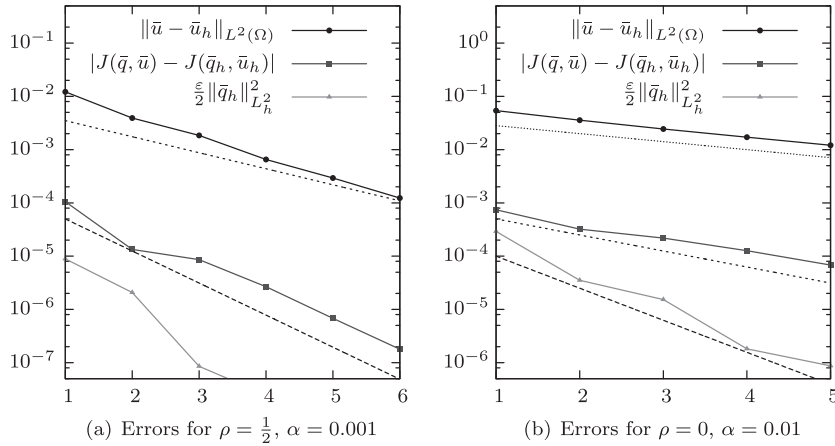 10⁻¹
10⁻²
10⁻³
10⁻⁴
10⁻⁵
10⁻⁶
10⁻⁷
‖ū − ū_h‖_{L²(Ω)}
|J(q̄, ū) − J(q̄_h, ū_h)|
ε/2 ‖q̄_h‖²_{L²_h}
1 2 3 4 5 6
(a) Errors for ρ = 1/2, α = 0.001
10⁰
10⁻¹
10⁻²
10⁻³
10⁻⁴
10⁻⁵
10⁻⁶
‖ū − ū_h‖_{L²(Ω)}
|J(q̄, ū) − J(q̄_h, ū_h)|
ε/2 ‖q̄_h‖²_{L²_h}
1 2 3 4 5
(b) Errors for ρ = 0, α = 0.01